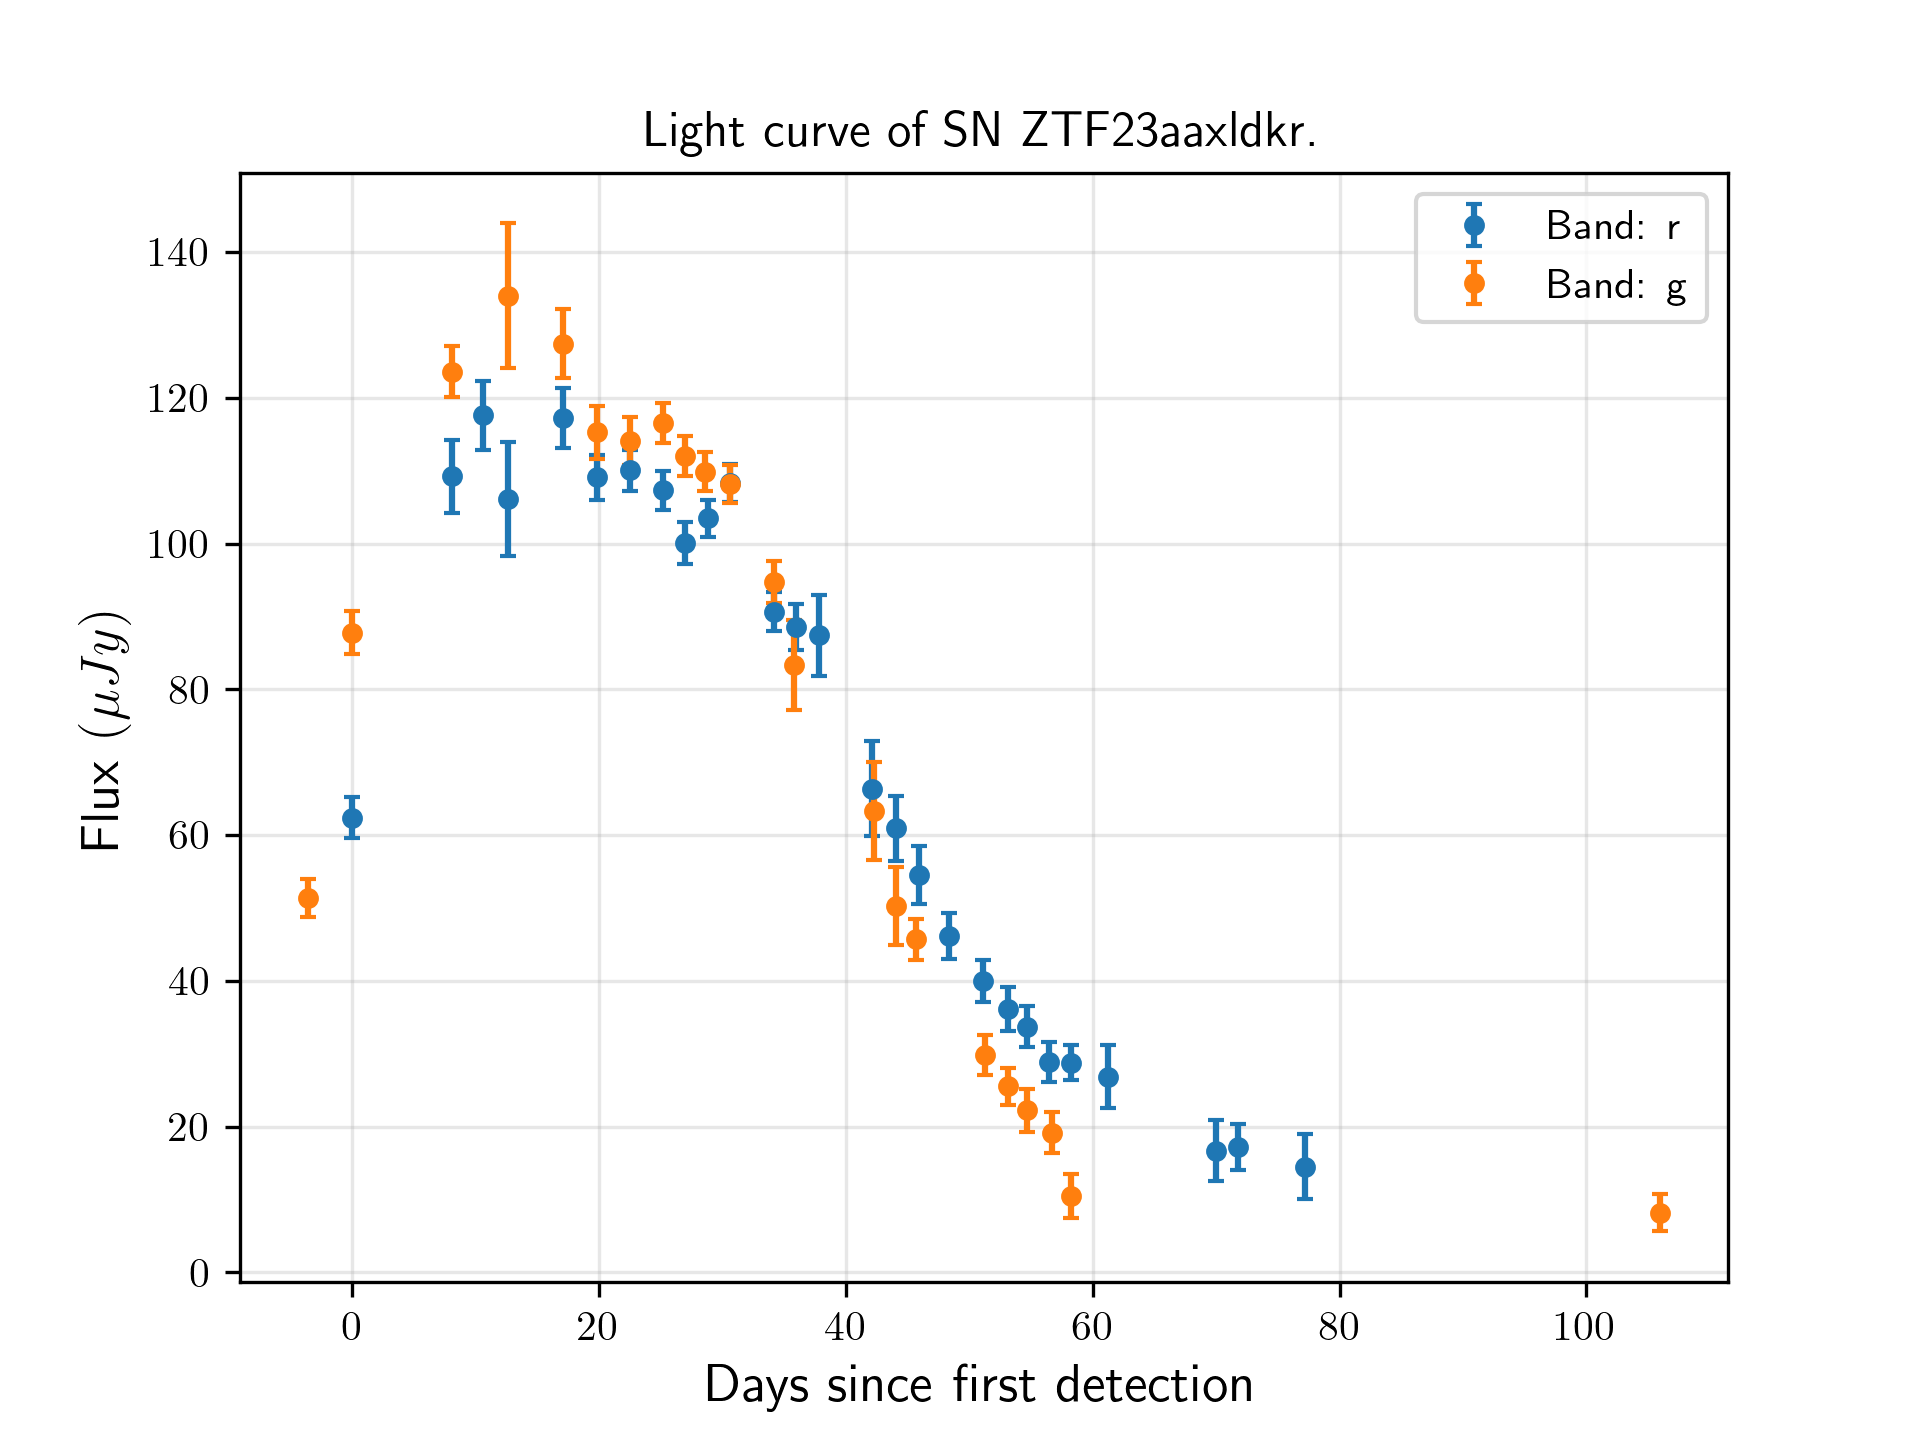 Light curve of SN ZTF23aaxldkr.
Band: r
Band: g
140
120
100
80
60
40
20
0
Flux (μJy)
0 20 40 60 80 100
Days since first detection